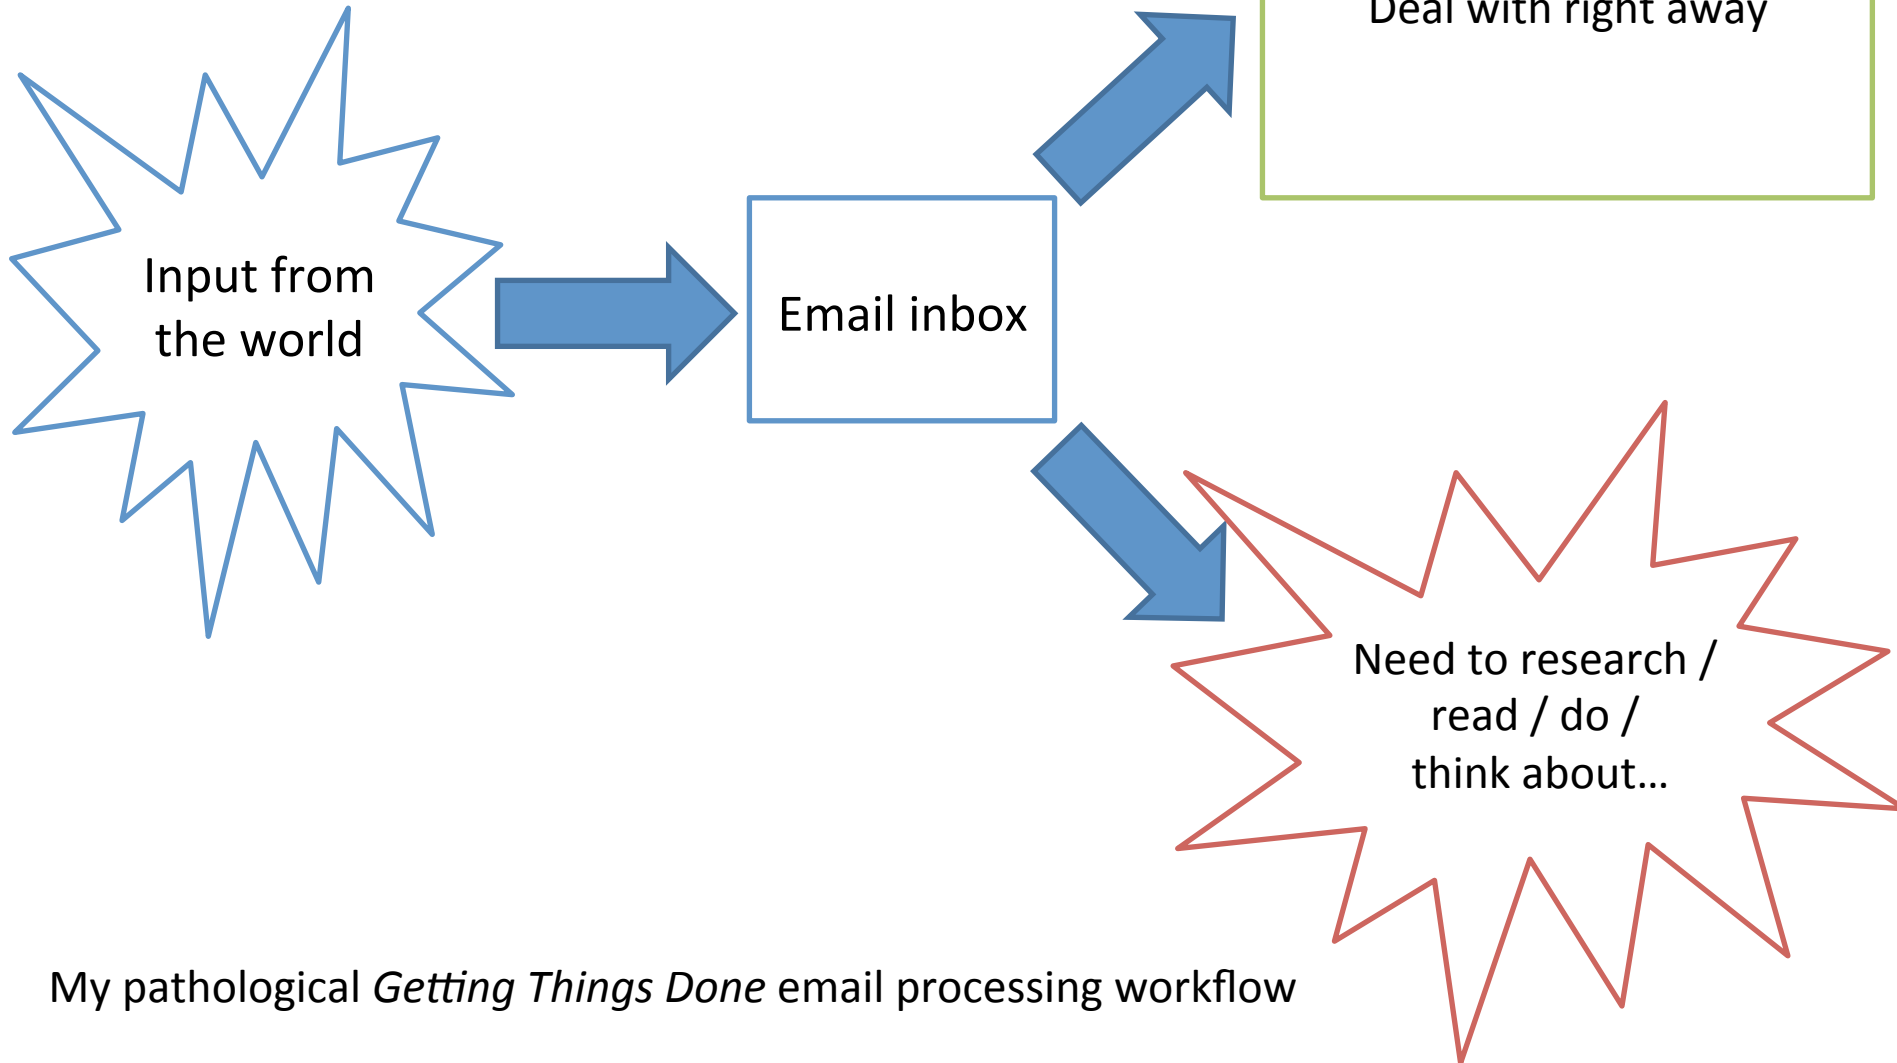 Deal with right away
Input from
the world
Email inbox
Need to research /
read / do /
think about…
My pathological Getting Things Done email processing workflow